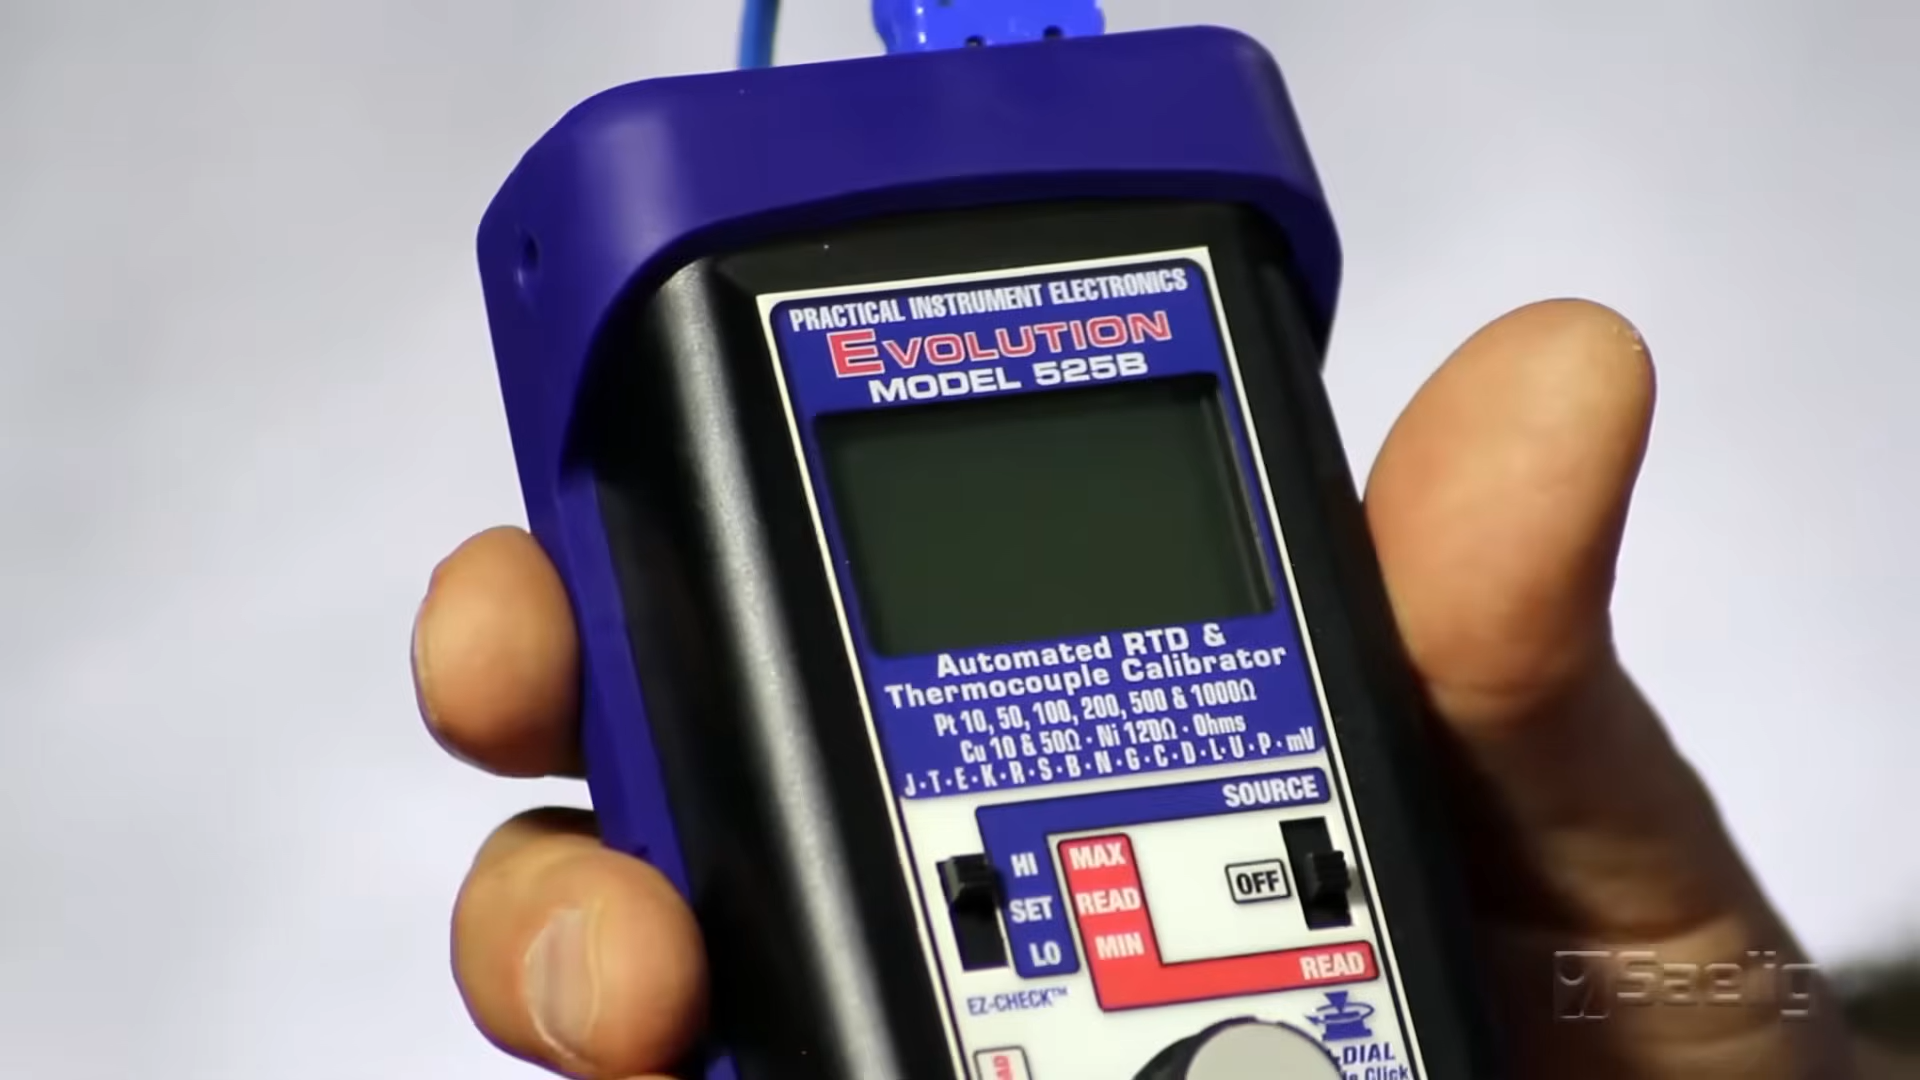 PRACTICAL INSTRUMENT ELECTRONICS
EVOLUTION
MODEL 525B
Automated RTD &
Thermocouple Calibrator
Pt 10, 50, 100, 200, 500 & 1000Ω
Cu 10 & 50Ω · Ni 120Ω · Ohms
J·T·E·K·R·S·B·N·G·C·D·L·U·P·mV
SOURCE
HI
MAX
OFF
SET
READ
LO
MIN
READ
EZ-CHECK™
Saelig
DIAL
Click